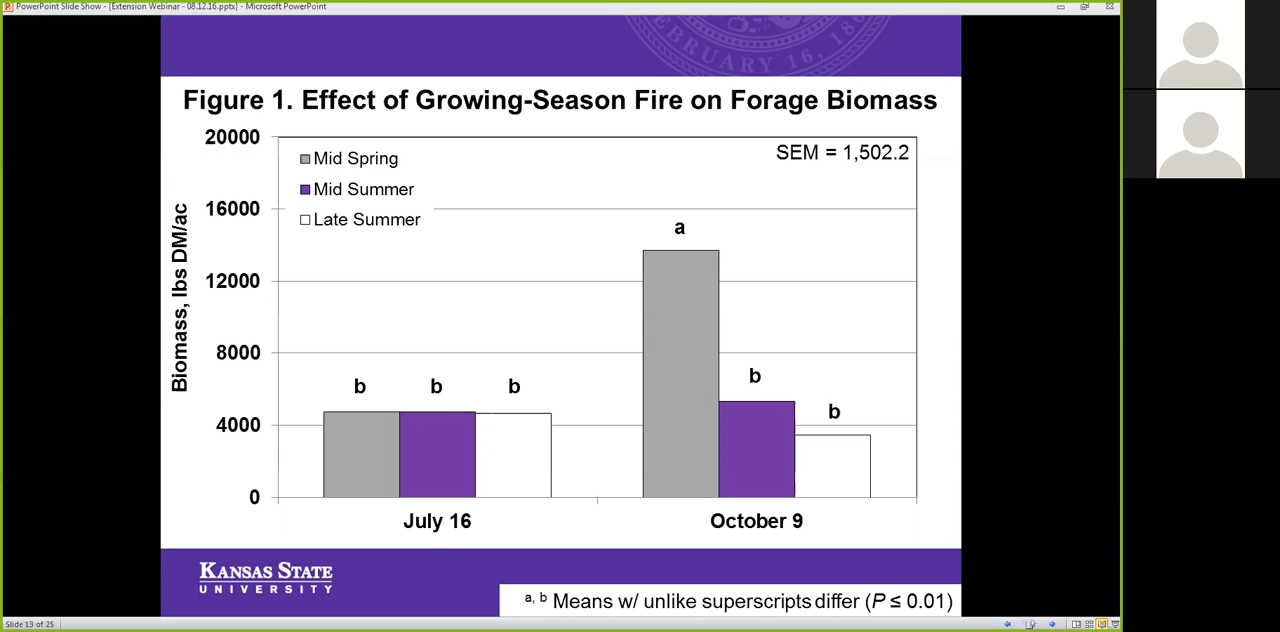 PowerPoint Slide Show - [Extension Webinar - 08.12.16.pptx] - Microsoft PowerPoint
FEBRUARY 16, 186
Figure 1. Effect of Growing-Season Fire on Forage Biomass
20000
16000
12000
8000
4000
0
Biomass, lbs DM/ac
Mid Spring
Mid Summer
Late Summer
SEM = 1,502.2
b b b
a
b
b
July 16 October 9
KANSAS STATE
UNIVERSITY
a, b Means w/ unlike superscripts differ (P ≤ 0.01)
Slide 13 of 25